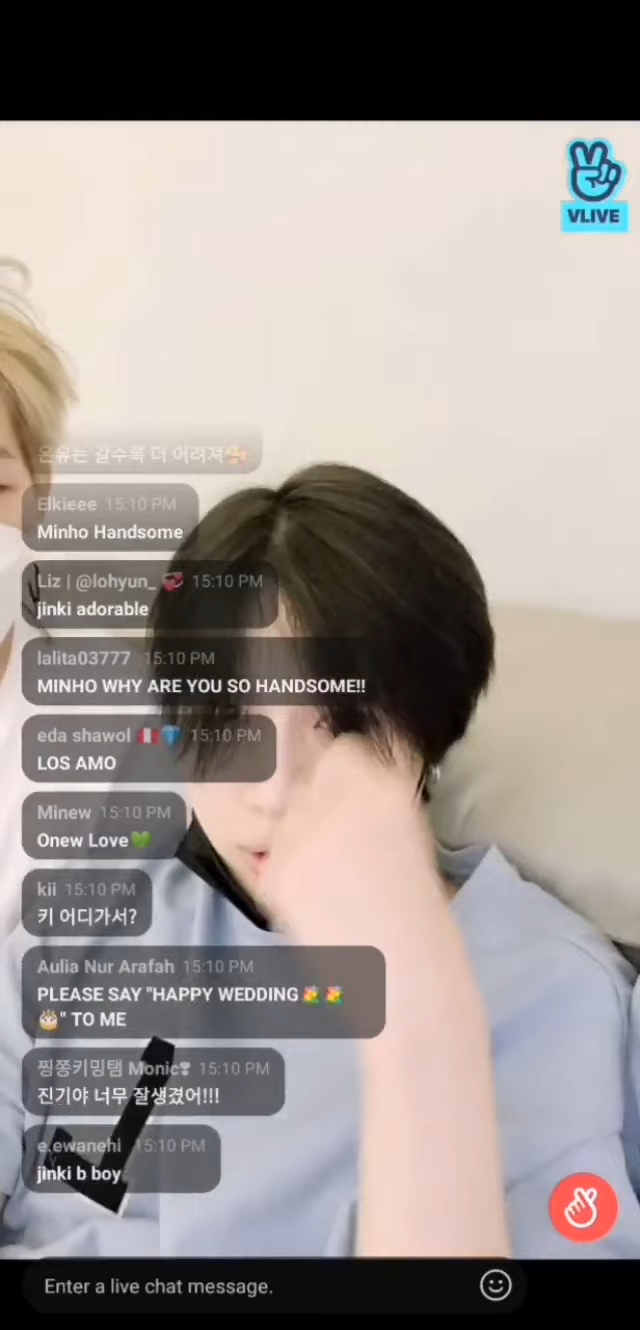 VLIVE
온유는 갈수록 더 어려져🥰
Elkieee 15:10 PM
Minho Handsome
Liz | @lohyun_ 💞 15:10 PM
jinki adorable
lalita03777 15:10 PM
MINHO WHY ARE YOU SO HANDSOME!!
eda shawol 🇵🇪💎 15:10 PM
LOS AMO
Minew 15:10 PM
Onew Love💚
kii 15:10 PM
키 어디가서?
Aulia Nur Arafah 15:10 PM
PLEASE SAY "HAPPY WEDDING💐💐
🎂" TO ME
찡쫑키밍탬 Monic❣ 15:10 PM
진기야 너무 잘생겼어!!!
e.ewanehi 15:10 PM
jinki b boy
Enter a live chat message.